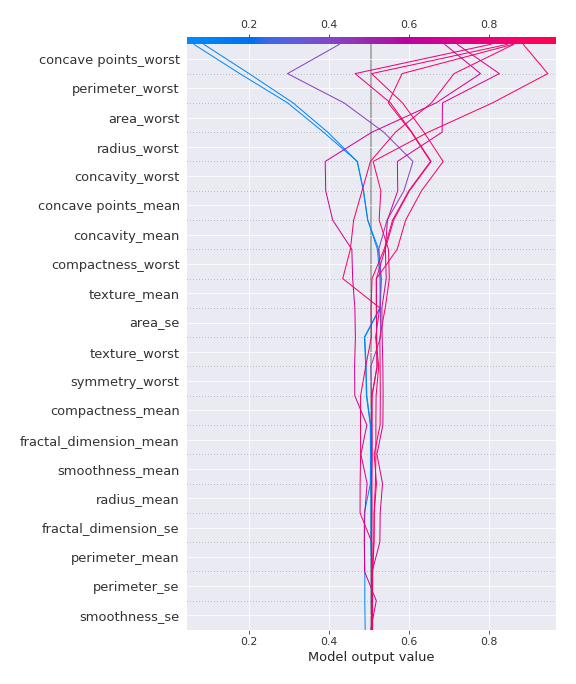 0.2 0.4 0.6 0.8
concave points_worst
perimeter_worst
area_worst
radius_worst
concavity_worst
concave points_mean
concavity_mean
compactness_worst
texture_mean
area_se
texture_worst
symmetry_worst
compactness_mean
fractal_dimension_mean
smoothness_mean
radius_mean
fractal_dimension_se
perimeter_mean
perimeter_se
smoothness_se
0.2 0.4 0.6 0.8
Model output value